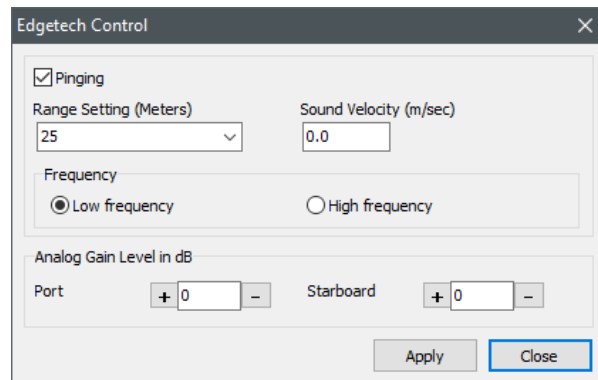 Edgetech Control
Pinging
Range Setting (Meters) Sound Velocity (m/sec)
25 0.0
Frequency
Low frequency High frequency
Analog Gain Level in dB
Port + 0 - Starboard + 0 -
Apply Close